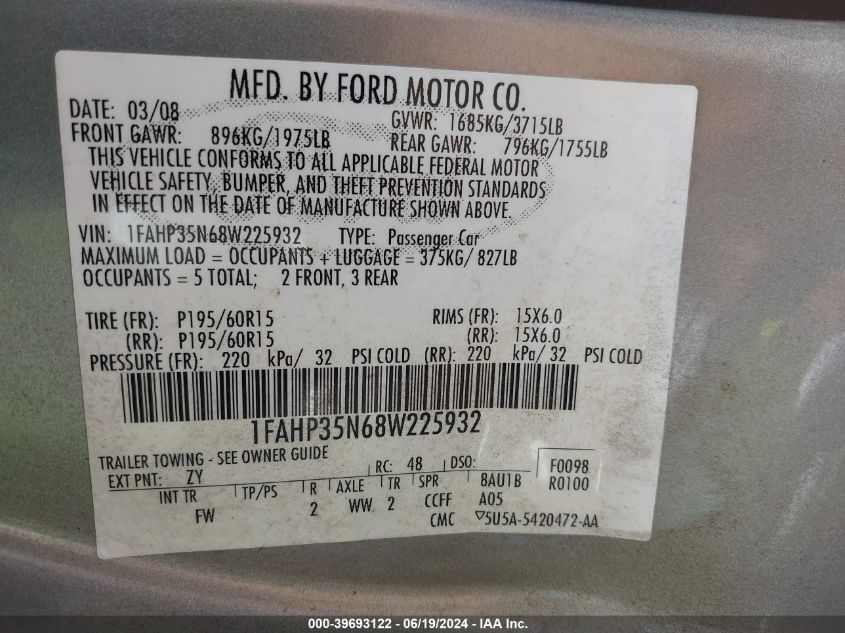 MFD. BY FORD MOTOR CO.
DATE: 03/08 GVWR: 1685KG/3715LB
FRONT GAWR: 896KG/1975LB REAR GAWR: 796KG/1755LB
THIS VEHICLE CONFORMS TO ALL APPLICABLE FEDERAL MOTOR
VEHICLE SAFETY, BUMPER, AND THEFT PREVENTION STANDARDS
IN EFFECT ON THE DATE OF MANUFACTURE SHOWN ABOVE.
VIN: 1FAHP35N68W225932 TYPE: Passenger Car
MAXIMUM LOAD = OCCUPANTS + LUGGAGE = 375KG/ 827LB
OCCUPANTS = 5 TOTAL; 2 FRONT, 3 REAR
TIRE (FR): P195/60R15 RIMS (FR): 15X6.0
(RR): P195/60R15 (RR): 15X6.0
PRESSURE (FR): 220 kPa/ 32 PSI COLD (RR): 220 kPa/ 32 PSI COLD
1FAHP35N68W225932
TRAILER TOWING - SEE OWNER GUIDE
EXT PNT: ZY RC: 48 DSO: F0098
INT TR TP/PS R AXLE TR SPR 8AU1B R0100
FW 2 WW 2 CCFF A05
CMC ▽5U5A-5420472-AA
000-39693122 - 06/19/2024 - IAA Inc.